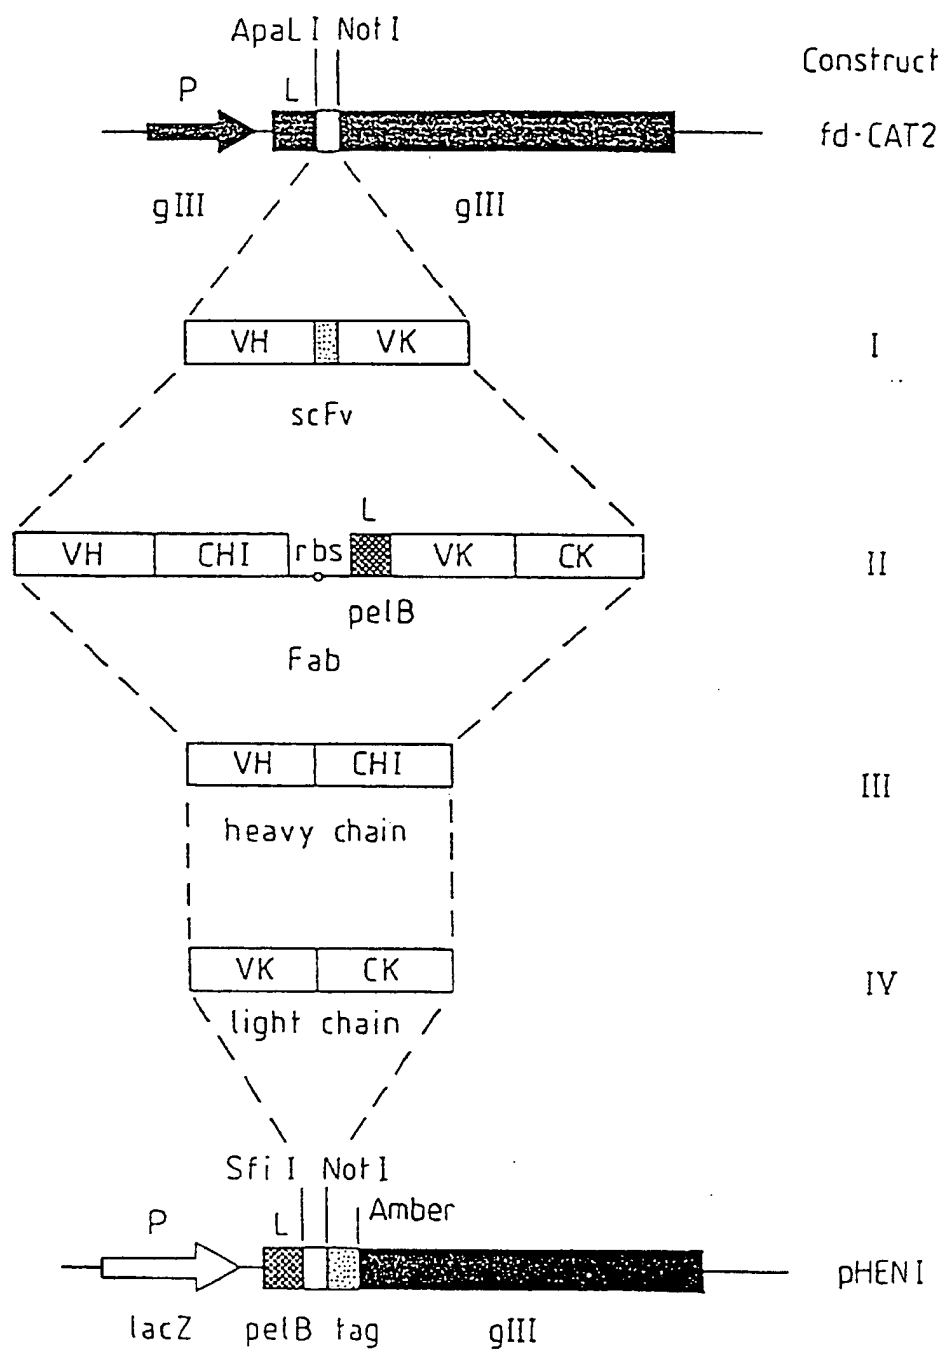 ApaL I Not I
Construct
P L
fd·CAT2
gIII gIII
VH VK I
scFv
L
VH CHI rbs VK CK II
pelB
Fab
VH CHI III
heavy chain
VK CK IV
light chain
Sfi I Not I
P L Amber
pHEN I
lacZ pelB tag gIII